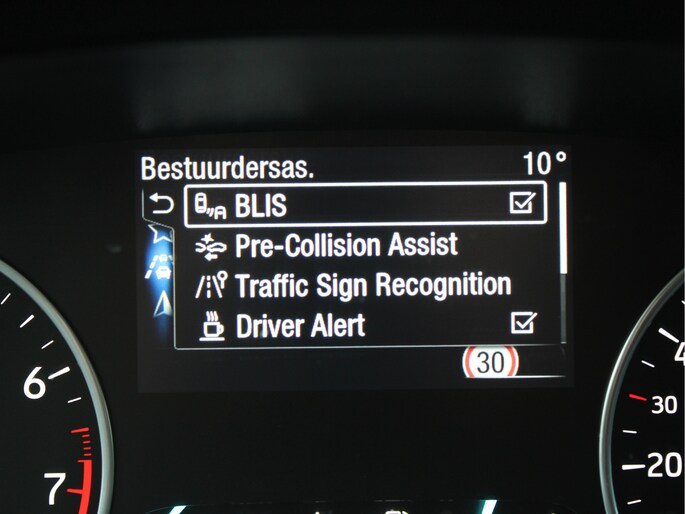 Bestuurdersas. 10°
BLIS
Pre-Collision Assist
Traffic Sign Recognition
Driver Alert
30
6
7
30
20